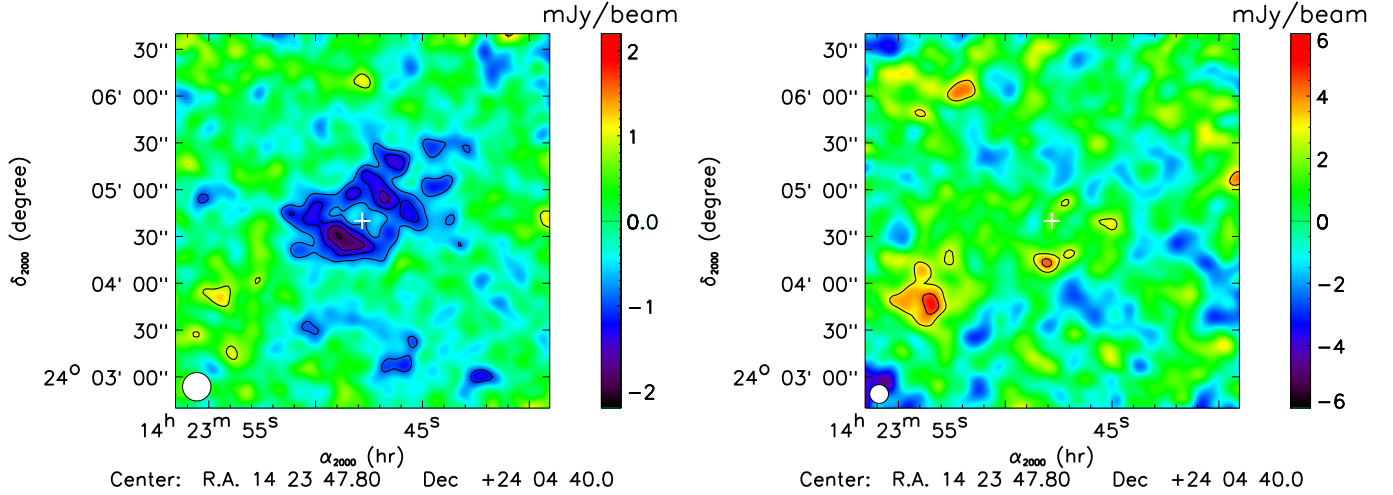 mJy/beam
30''
06' 00''
30''
05' 00''
30''
04' 00''
30''
24° 03' 00''
δ2000 (degree)
2
1
0.0
−1
−2
14h 23m 55s 45s
α2000 (hr)
Center: R.A. 14 23 47.80 Dec +24 04 40.0
mJy/beam
30''
06' 00''
30''
05' 00''
30''
04' 00''
30''
24° 03' 00''
δ2000 (degree)
6
4
2
0
−2
−4
−6
14h 23m 55s 45s
α2000 (hr)
Center: R.A. 14 23 47.80 Dec +24 04 40.0